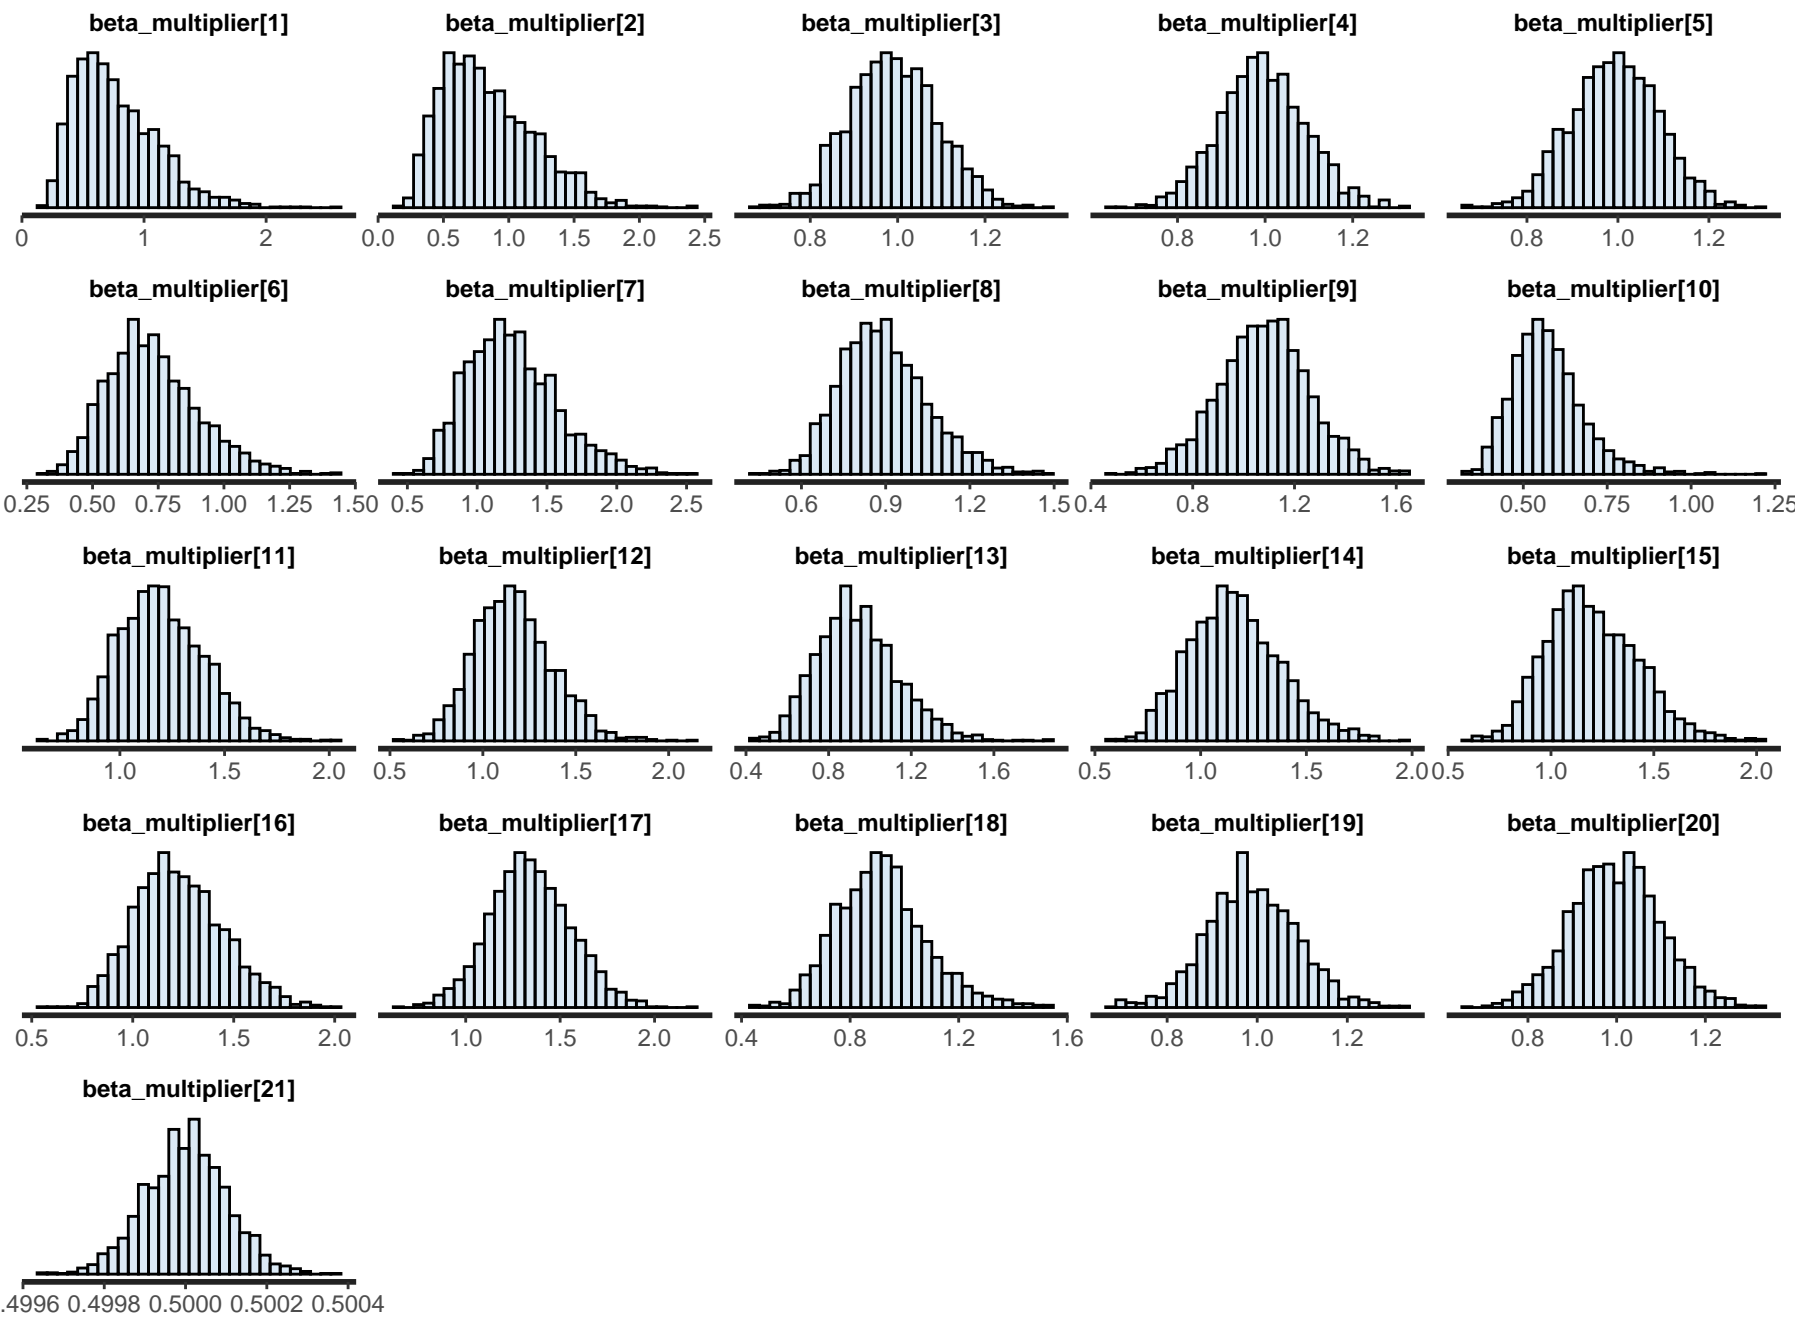 beta_multiplier[1] beta_multiplier[2] beta_multiplier[3] beta_multiplier[4] beta_multiplier[5]
0 1 2 0.0 0.5 1.0 1.5 2.0 2.5 0.8 1.0 1.2 0.8 1.0 1.2 0.8 1.0 1.2
beta_multiplier[6] beta_multiplier[7] beta_multiplier[8] beta_multiplier[9] beta_multiplier[10]
0.25 0.50 0.75 1.00 1.25 1.50 0.5 1.0 1.5 2.0 2.5 0.6 0.9 1.2 1.5 0.4 0.8 1.2 1.6 0.50 0.75 1.00 1.25
beta_multiplier[11] beta_multiplier[12] beta_multiplier[13] beta_multiplier[14] beta_multiplier[15]
1.0 1.5 2.0 0.5 1.0 1.5 2.0 0.4 0.8 1.2 1.6 0.5 1.0 1.5 2.0 0.5 1.0 1.5 2.0
beta_multiplier[16] beta_multiplier[17] beta_multiplier[18] beta_multiplier[19] beta_multiplier[20]
0.5 1.0 1.5 2.0 1.0 1.5 2.0 0.4 0.8 1.2 1.6 0.8 1.0 1.2 0.8 1.0 1.2
beta_multiplier[21]
.4996 0.4998 0.5000 0.5002 0.5004